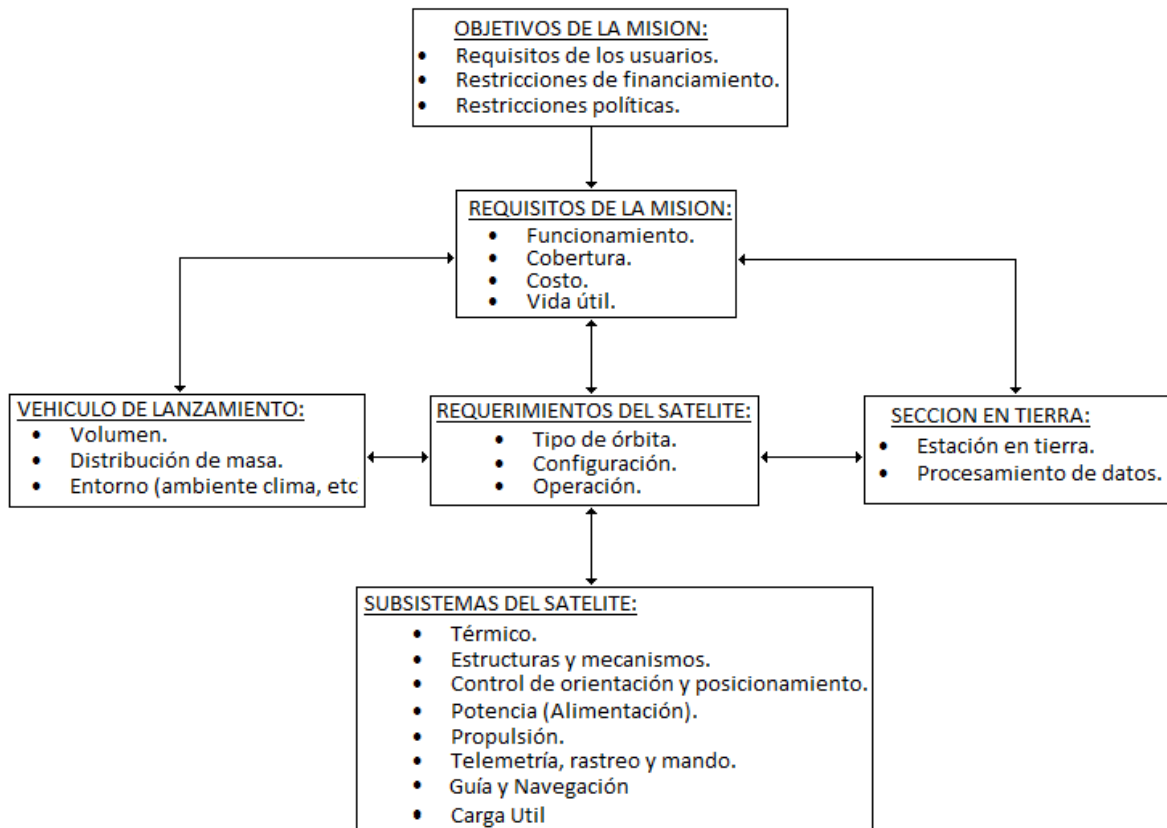 OBJETIVOS DE LA MISION:
• Requisitos de los usuarios.
• Restricciones de financiamiento.
• Restricciones políticas.
REQUISITOS DE LA MISION:
• Funcionamiento.
• Cobertura.
• Costo.
• Vida útil.
VEHICULO DE LANZAMIENTO:
• Volumen.
• Distribución de masa.
• Entorno (ambiente clima, etc
REQUERIMIENTOS DEL SATELITE:
• Tipo de órbita.
• Configuración.
• Operación.
SECCION EN TIERRA:
• Estación en tierra.
• Procesamiento de datos.
SUBSISTEMAS DEL SATELITE:
• Térmico.
• Estructuras y mecanismos.
• Control de orientación y posicionamiento.
• Potencia (Alimentación).
• Propulsión.
• Telemetría, rastreo y mando.
• Guía y Navegación
• Carga Util